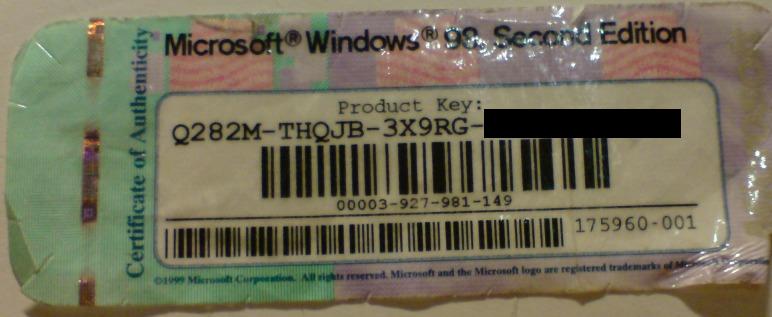 Certificate of Authenticity
Microsoft® Windows® 98, Second Edition
Product Key:
Q282M-THQJB-3X9RG-
00003-927-981-149
175960-001
©1999 Microsoft Corporation. All rights reserved. Microsoft and the Microsoft logo are registered trademarks of Microsoft Corporation